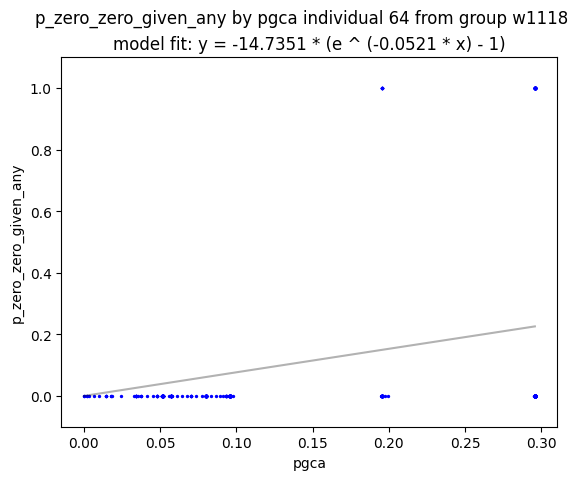 p_zero_zero_given_any by pgca individual 64 from group w1118
model fit: y = -14.7351 * (e ^ (-0.0521 * x) - 1)
1.0
0.8
0.6
0.4
0.2
0.0
p_zero_zero_given_any
0.00 0.05 0.10 0.15 0.20 0.25 0.30
pgca